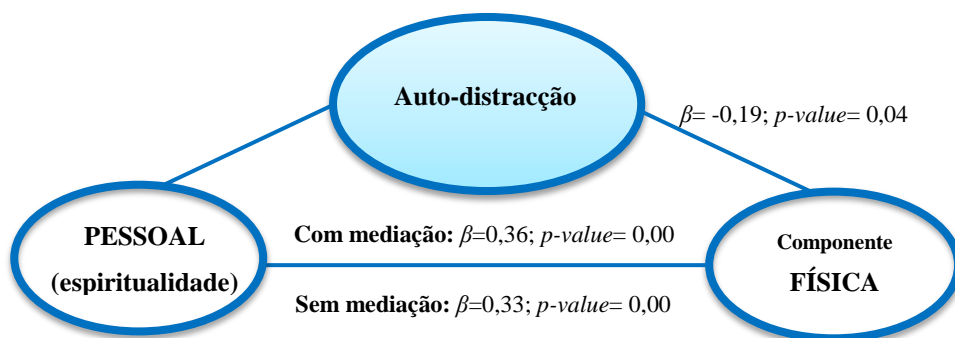 Auto-distracção
β= -0,19; p-value= 0,04
PESSOAL
(espiritualidade)
Com mediação: β=0,36; p-value= 0,00
Sem mediação: β=0,33; p-value= 0,00
Componente
FÍSICA